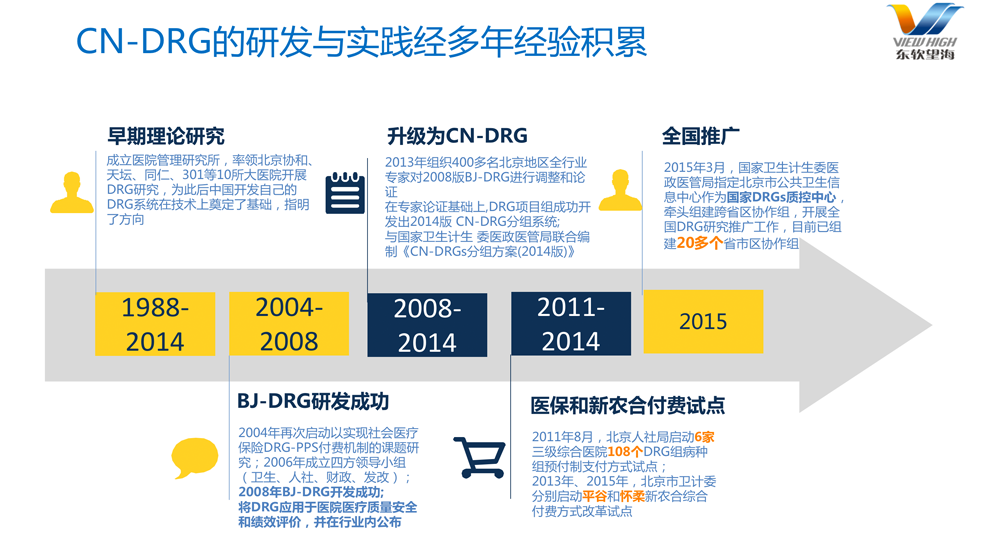 CN-DRG的研发与实践经多年经验积累
VIEW HIGH
东软望海
早期理论研究
成立医院管理研究所，率领北京协和、
天坛、同仁、301等10所大医院开展
DRG研究，为此后中国开发自己的
DRG系统在技术上奠定了基础，指明
了方向
升级为CN-DRG
2013年组织400多名北京地区全行业
专家对2008版BJ-DRG进行调整和论
证
在专家论证基础上,DRG项目组成功开
发出2014版 CN-DRG分组系统;
与国家卫生计生 委医政医管局联合编
制《CN-DRGs分组方案(2014版)》
全国推广
2015年3月，国家卫生计生委医
政医管局指定北京市公共卫生信
息中心作为国家DRGs质控中心，
牵头组建跨省区协作组，开展全
国DRG研究推广工作，目前已组
建20多个省市区协作组
1988-
2014
2004-
2008
2008-
2014
2011-
2014
2015
BJ-DRG研发成功
2004年再次启动以实现社会医疗
保险DRG-PPS付费机制的课题研
究；2006年成立四方领导小组
（卫生、人社、财政、发改）；
2008年BJ-DRG开发成功;
将DRG应用于医院医疗质量安全
和绩效评价，并在行业内公布
医保和新农合付费试点
2011年8月，北京人社局启动6家
三级综合医院108个DRG组病种
组预付制支付方式试点；
2013年、2015年，北京市卫计委
分别启动平谷和怀柔新农合综合
付费方式改革试点